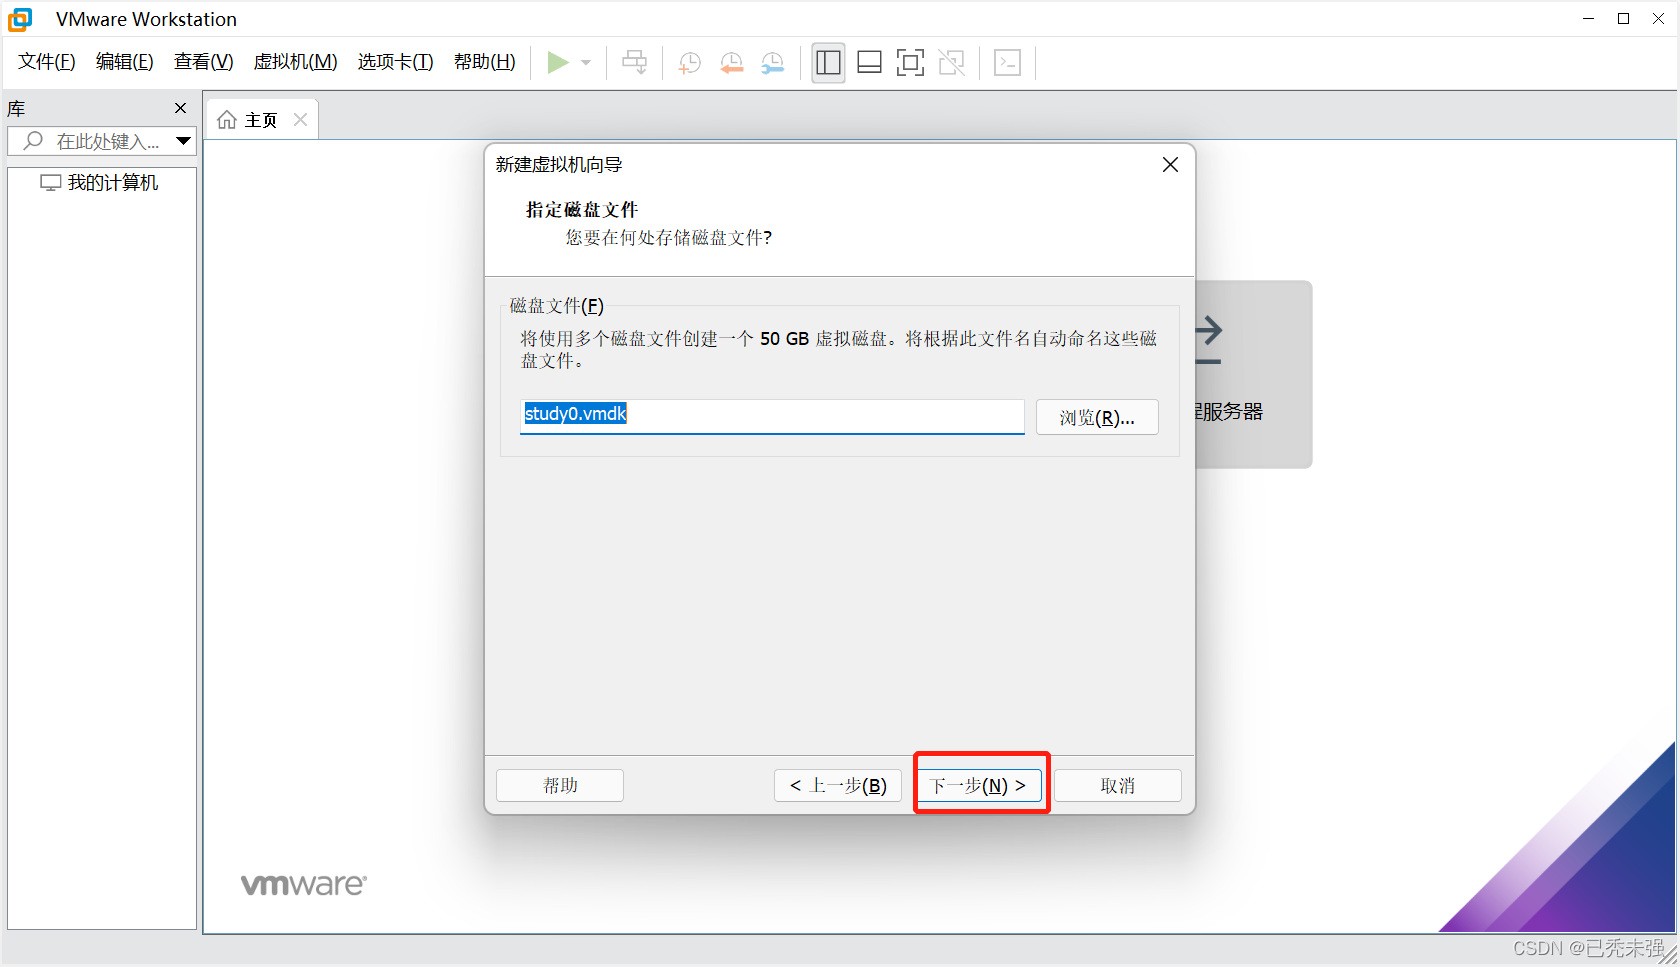 VMware Workstation
文件(F) 编辑(E) 查看(V) 虚拟机(M) 选项卡(T) 帮助(H)
库
主页
在此处键入...
我的计算机
新建虚拟机向导
指定磁盘文件
您要在何处存储磁盘文件?
磁盘文件(F)
将使用多个磁盘文件创建一个 50 GB 虚拟磁盘。将根据此文件名自动命名这些磁
盘文件。
study0.vmdk
浏览(R)...
程服务器
帮助
< 上一步(B)
下一步(N) >
取消
vmware
CSDN @已秃未强